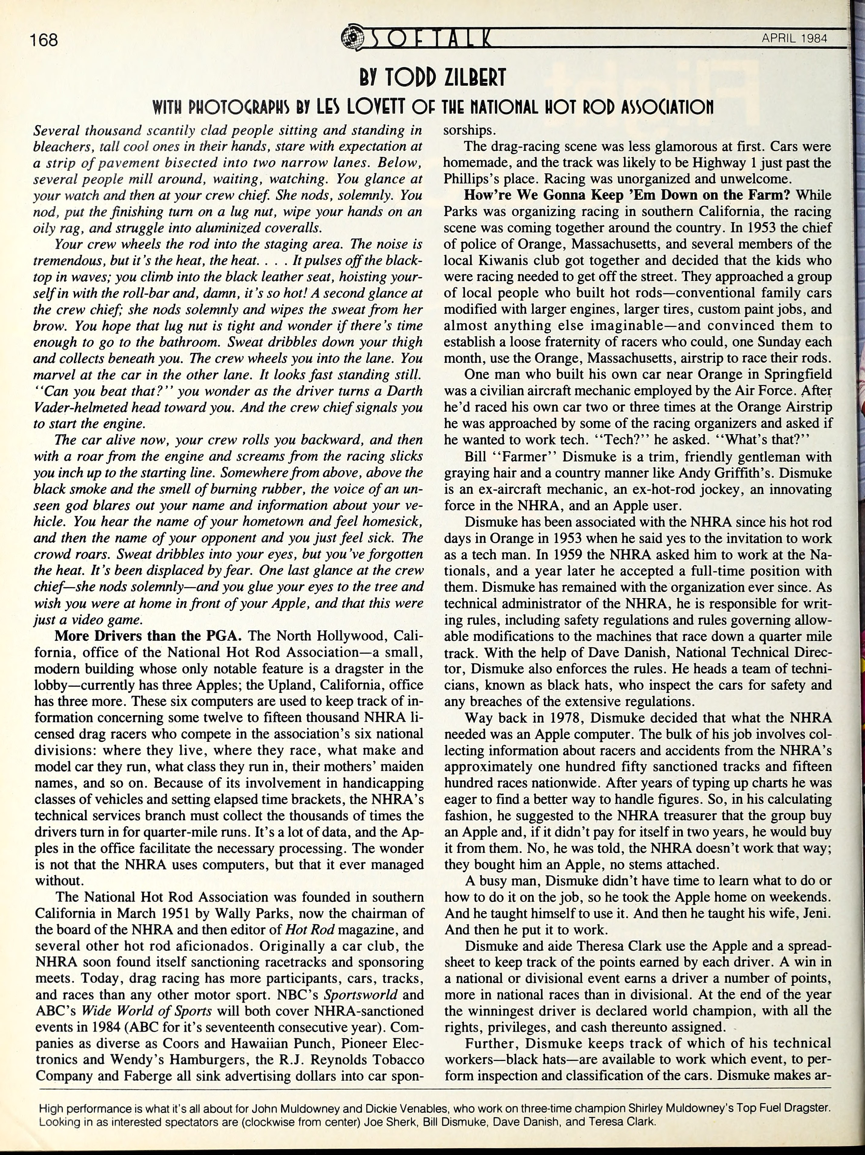 168
SOFTALK
APRIL 1984
BY TODD ZILBERT
WITH PHOTOGRAPHS BY LES LOVETT OF THE NATIONAL HOT ROD ASSOCIATION
Several thousand scantily clad people sitting and standing in
bleachers, tall cool ones in their hands, stare with expectation at
a strip of pavement bisected into two narrow lanes. Below,
several people mill around, waiting, watching. You glance at
your watch and then at your crew chief. She nods, solemnly. You
nod, put the finishing turn on a lug nut, wipe your hands on an
oily rag, and struggle into aluminized coveralls.
Your crew wheels the rod into the staging area. The noise is
tremendous, but it's the heat, the heat. . . . It pulses off the black-
top in waves; you climb into the black leather seat, hoisting your-
self in with the roll-bar and, damn, it's so hot! A second glance at
the crew chief; she nods solemnly and wipes the sweat from her
brow. You hope that lug nut is tight and wonder if there's time
enough to go to the bathroom. Sweat dribbles down your thigh
and collects beneath you. The crew wheels you into the lane. You
marvel at the car in the other lane. It looks fast standing still.
"Can you beat that?" you wonder as the driver turns a Darth
Vader-helmeted head toward you. And the crew chief signals you
to start the engine.
The car alive now, your crew rolls you backward, and then
with a roar from the engine and screams from the racing slicks
you inch up to the starting line. Somewhere from above, above the
black smoke and the smell of burning rubber, the voice of an un-
seen god blares out your name and information about your ve-
hicle. You hear the name of your hometown and feel homesick,
and then the name of your opponent and you just feel sick. The
crowd roars. Sweat dribbles into your eyes, but you've forgotten
the heat. It's been displaced by fear. One last glance at the crew
chief—she nods solemnly—and you glue your eyes to the tree and
wish you were at home in front of your Apple, and that this were
just a video game.
More Drivers than the PGA. The North Hollywood, Cali-
fornia, office of the National Hot Rod Association—a small,
modern building whose only notable feature is a dragster in the
lobby—currently has three Apples; the Upland, California, office
has three more. These six computers are used to keep track of in-
formation concerning some twelve to fifteen thousand NHRA li-
censed drag racers who compete in the association's six national
divisions: where they live, where they race, what make and
model car they run, what class they run in, their mothers' maiden
names, and so on. Because of its involvement in handicapping
classes of vehicles and setting elapsed time brackets, the NHRA's
technical services branch must collect the thousands of times the
drivers turn in for quarter-mile runs. It's a lot of data, and the Ap-
ples in the office facilitate the necessary processing. The wonder
is not that the NHRA uses computers, but that it ever managed
without.
The National Hot Rod Association was founded in southern
California in March 1951 by Wally Parks, now the chairman of
the board of the NHRA and then editor of Hot Rod magazine, and
several other hot rod aficionados. Originally a car club, the
NHRA soon found itself sanctioning racetracks and sponsoring
meets. Today, drag racing has more participants, cars, tracks,
and races than any other motor sport. NBC's Sportsworld and
ABC's Wide World of Sports will both cover NHRA-sanctioned
events in 1984 (ABC for it's seventeenth consecutive year). Com-
panies as diverse as Coors and Hawaiian Punch, Pioneer Elec-
tronics and Wendy's Hamburgers, the R.J. Reynolds Tobacco
Company and Faberge all sink advertising dollars into car spon-
sorships.
The drag-racing scene was less glamorous at first. Cars were
homemade, and the track was likely to be Highway 1 just past the
Phillips's place. Racing was unorganized and unwelcome.
How're We Gonna Keep 'Em Down on the Farm? While
Parks was organizing racing in southern California, the racing
scene was coming together around the country. In 1953 the chief
of police of Orange, Massachusetts, and several members of the
local Kiwanis club got together and decided that the kids who
were racing needed to get off the street. They approached a group
of local people who built hot rods—conventional family cars
modified with larger engines, larger tires, custom paint jobs, and
almost anything else imaginable—and convinced them to
establish a loose fraternity of racers who could, one Sunday each
month, use the Orange, Massachusetts, airstrip to race their rods.
One man who built his own car near Orange in Springfield
was a civilian aircraft mechanic employed by the Air Force. After
he'd raced his own car two or three times at the Orange Airstrip
he was approached by some of the racing organizers and asked if
he wanted to work tech. "Tech?" he asked. "What's that?"
Bill "Farmer" Dismuke is a trim, friendly gentleman with
graying hair and a country manner like Andy Griffith's. Dismuke
is an ex-aircraft mechanic, an ex-hot-rod jockey, an innovating
force in the NHRA, and an Apple user.
Dismuke has been associated with the NHRA since his hot rod
days in Orange in 1953 when he said yes to the invitation to work
as a tech man. In 1959 the NHRA asked him to work at the Na-
tionals, and a year later he accepted a full-time position with
them. Dismuke has remained with the organization ever since. As
technical administrator of the NHRA, he is responsible for writ-
ing rules, including safety regulations and rules governing allow-
able modifications to the machines that race down a quarter mile
track. With the help of Dave Danish, National Technical Direc-
tor, Dismuke also enforces the rules. He heads a team of techni-
cians, known as black hats, who inspect the cars for safety and
any breaches of the extensive regulations.
Way back in 1978, Dismuke decided that what the NHRA
needed was an Apple computer. The bulk of his job involves col-
lecting information about racers and accidents from the NHRA's
approximately one hundred fifty sanctioned tracks and fifteen
hundred races nationwide. After years of typing up charts he was
eager to find a better way to handle figures. So, in his calculating
fashion, he suggested to the NHRA treasurer that the group buy
an Apple and, if it didn't pay for itself in two years, he would buy
it from them. No, he was told, the NHRA doesn't work that way;
they bought him an Apple, no stems attached.
A busy man, Dismuke didn't have time to learn what to do or
how to do it on the job, so he took the Apple home on weekends.
And he taught himself to use it. And then he taught his wife, Jeni.
And then he put it to work.
Dismuke and aide Theresa Clark use the Apple and a spread-
sheet to keep track of the points earned by each driver. A win in
a national or divisional event earns a driver a number of points,
more in national races than in divisional. At the end of the year
the winningest driver is declared world champion, with all the
rights, privileges, and cash thereunto assigned.
Further, Dismuke keeps track of which of his technical
workers—black hats—are available to work which event, to per-
form inspection and classification of the cars. Dismuke makes ar-
High performance is what it's all about for John Muldowney and Dickie Venables, who work on three-time champion Shirley Muldowney's Top Fuel Dragster.
Looking in as interested spectators are (clockwise from center) Joe Sherk, Bill Dismuke, Dave Danish, and Teresa Clark.